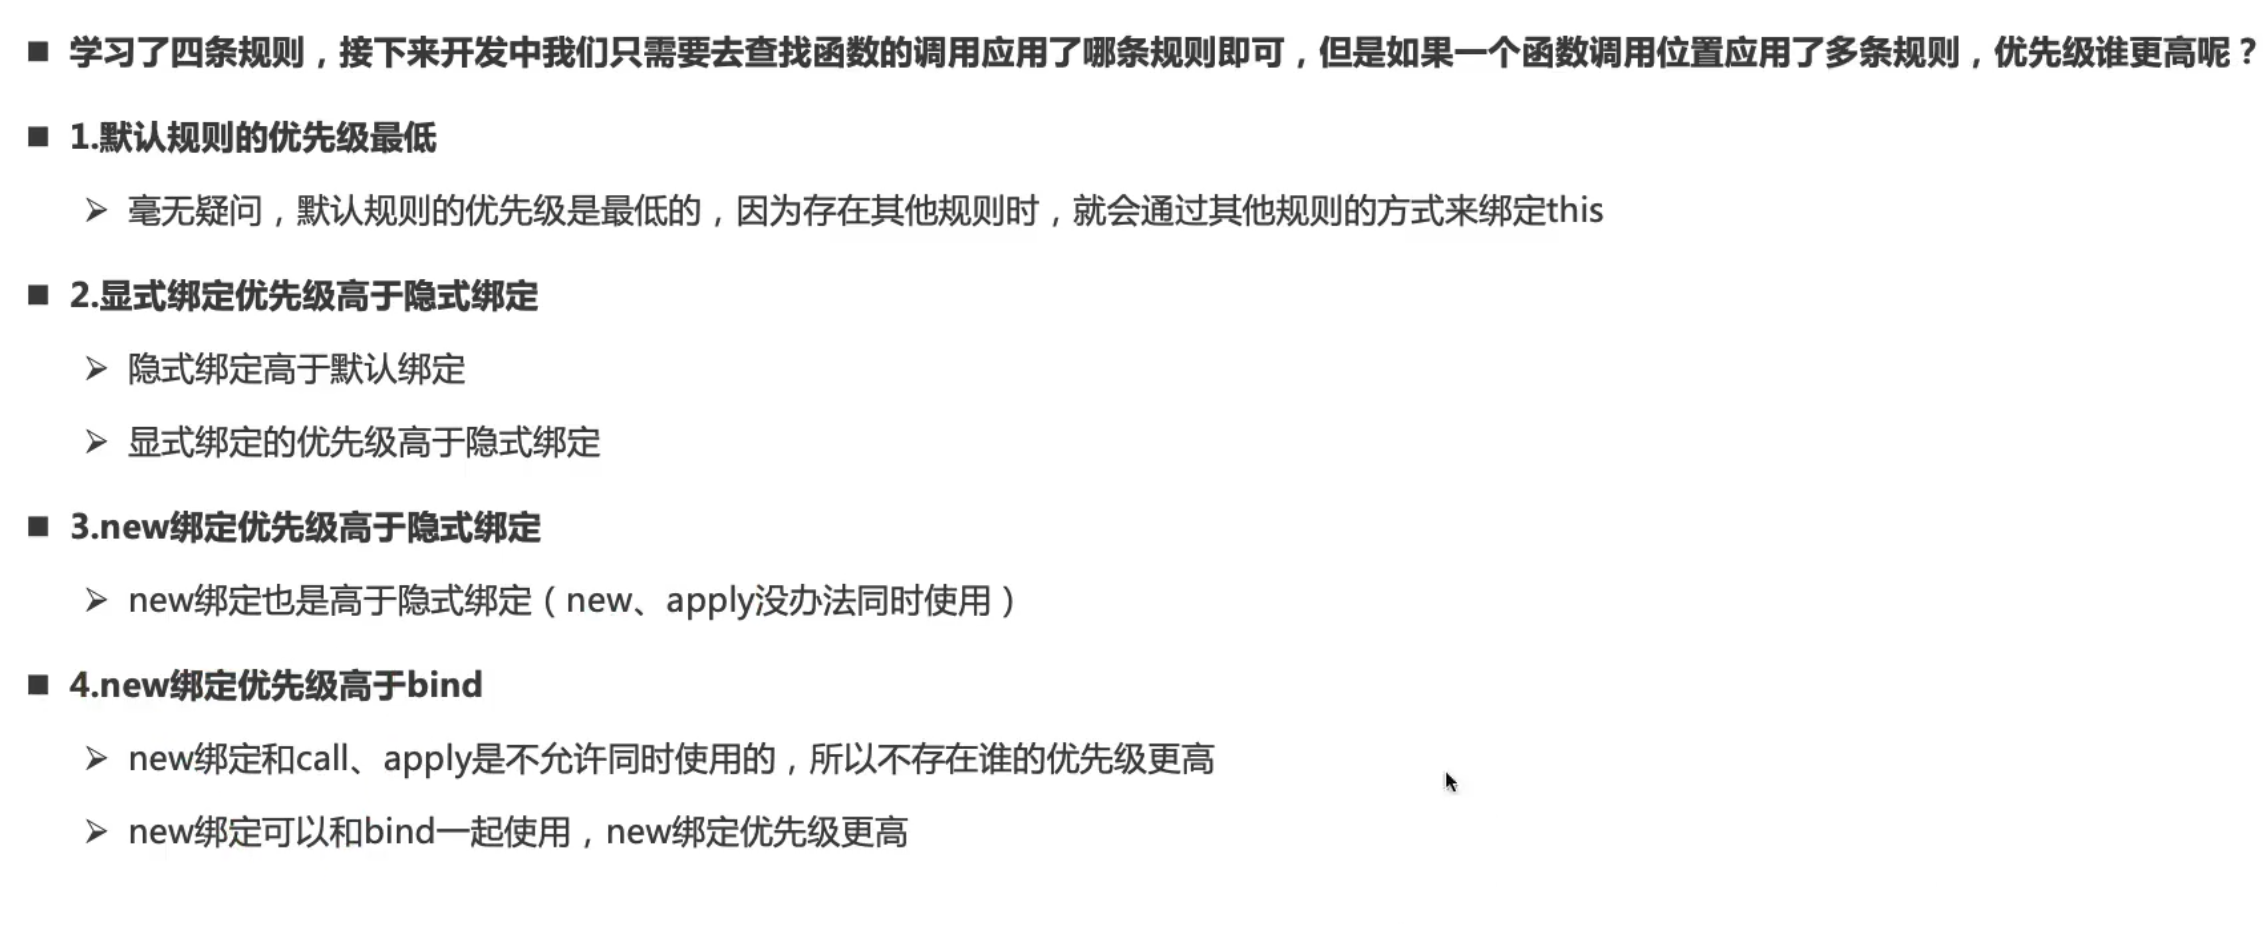 ■ 学习了四条规则，接下来开发中我们只需要去查找函数的调用应用了哪条规则即可，但是如果一个函数调用位置应用了多条规则，优先级谁更高呢？
■ 1.默认规则的优先级最低
➢ 毫无疑问，默认规则的优先级是最低的，因为存在其他规则时，就会通过其他规则的方式来绑定this
■ 2.显式绑定优先级高于隐式绑定
➢ 隐式绑定高于默认绑定
➢ 显式绑定的优先级高于隐式绑定
■ 3.new绑定优先级高于隐式绑定
➢ new绑定也是高于隐式绑定（new、apply没办法同时使用）
■ 4.new绑定优先级高于bind
➢ new绑定和call、apply是不允许同时使用的，所以不存在谁的优先级更高
➢ new绑定可以和bind一起使用，new绑定优先级更高